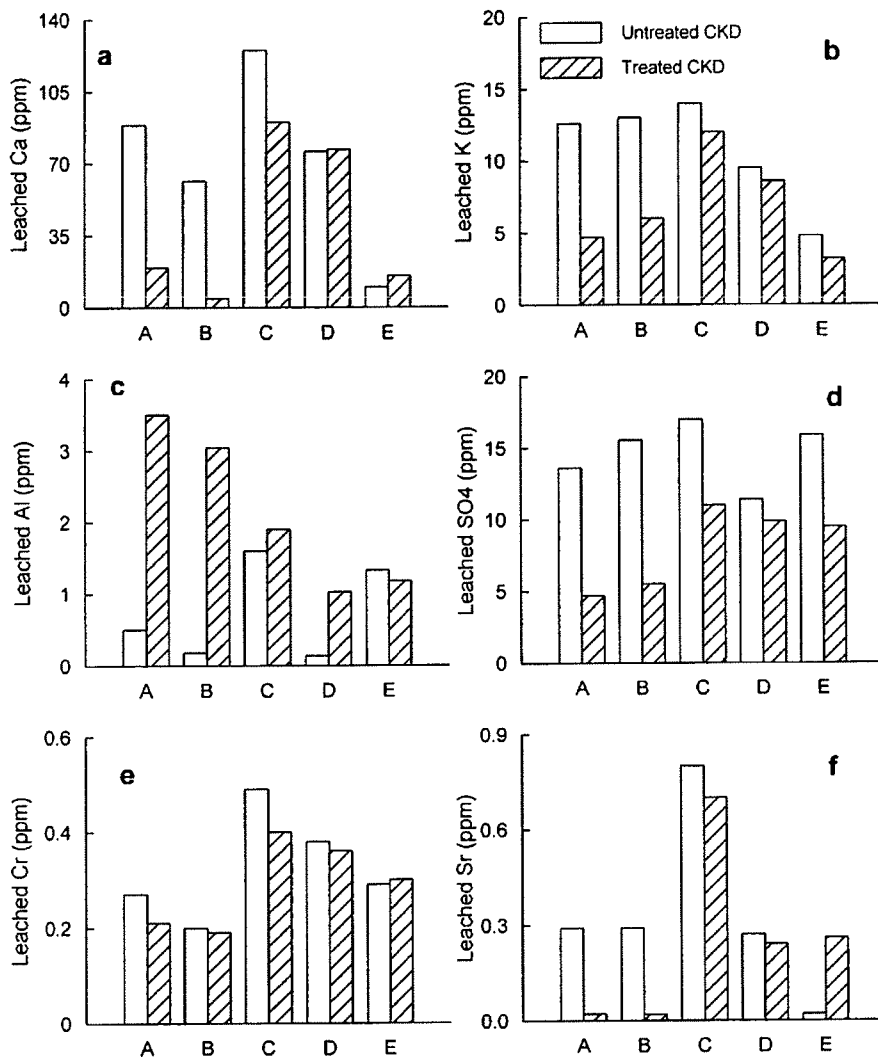 140
105
70
35
0
Leached Ca (ppm)
a
A B C D E
20
15
10
5
0
Leached K (ppm)
Untreated CKD
Treated CKD
b
A B C D E
4
3
2
1
0
Leached Al (ppm)
c
A B C D E
20
15
10
5
0
Leached SO4 (ppm)
d
A B C D E
0.6
0.4
0.2
0
Leached Cr (ppm)
e
A B C D E
0.9
0.6
0.3
0.0
Leached Sr (ppm)
f
A B C D E